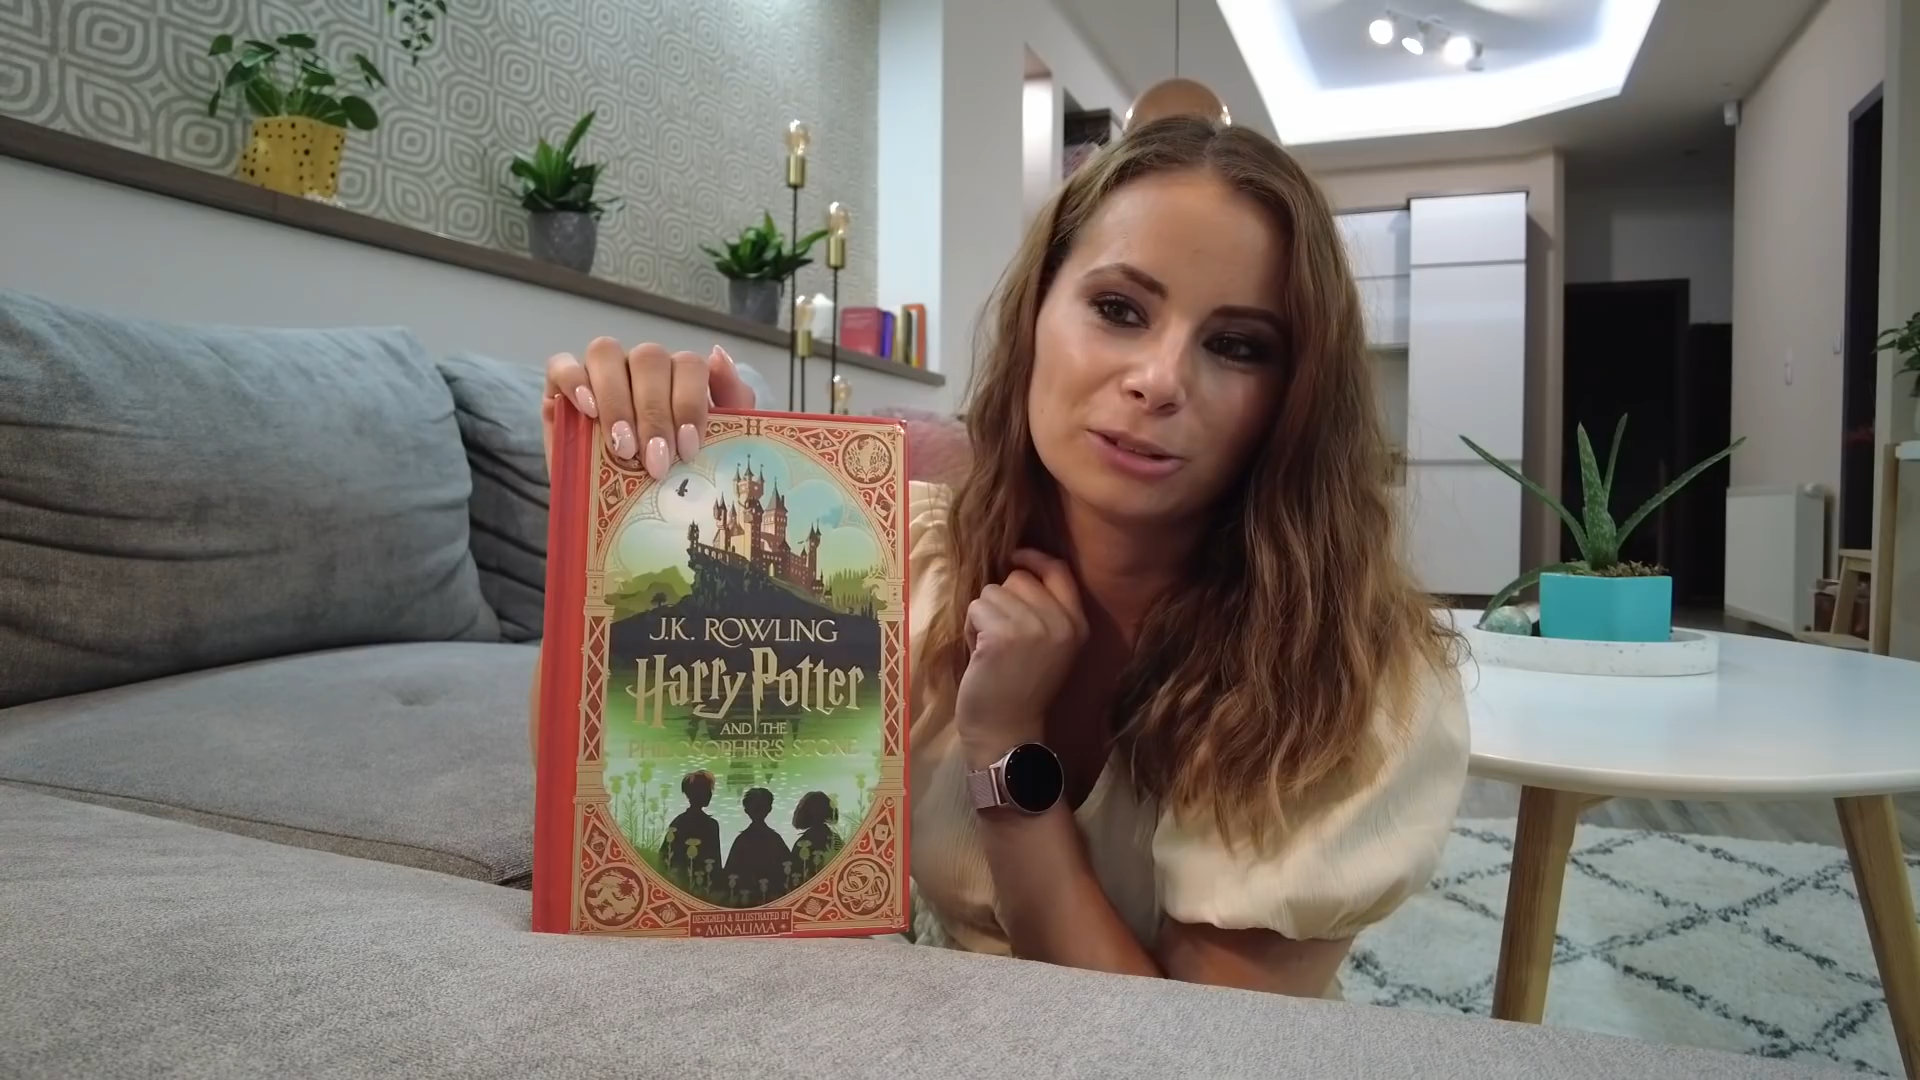 H
J.K. ROWLING
Harry Potter
AND THE
PHILOSOPHER'S STONE
DESIGNED & ILLUSTRATED BY
MINALIMA